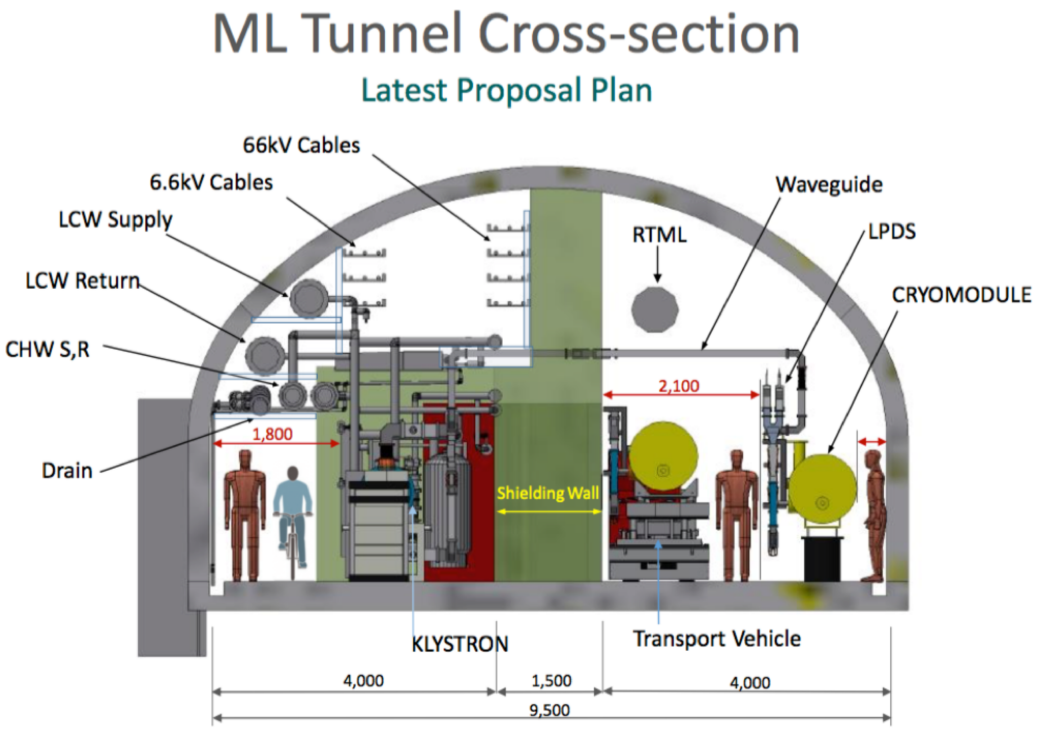 ML Tunnel Cross-section
Latest Proposal Plan
66kV Cables
6.6kV Cables
Waveguide
LCW Supply
RTML
LPDS
LCW Return
CRYOMODULE
CHW S,R
2,100
1,800
Drain
Shielding Wall
KLYSTRON
Transport Vehicle
4,000
1,500
4,000
9,500